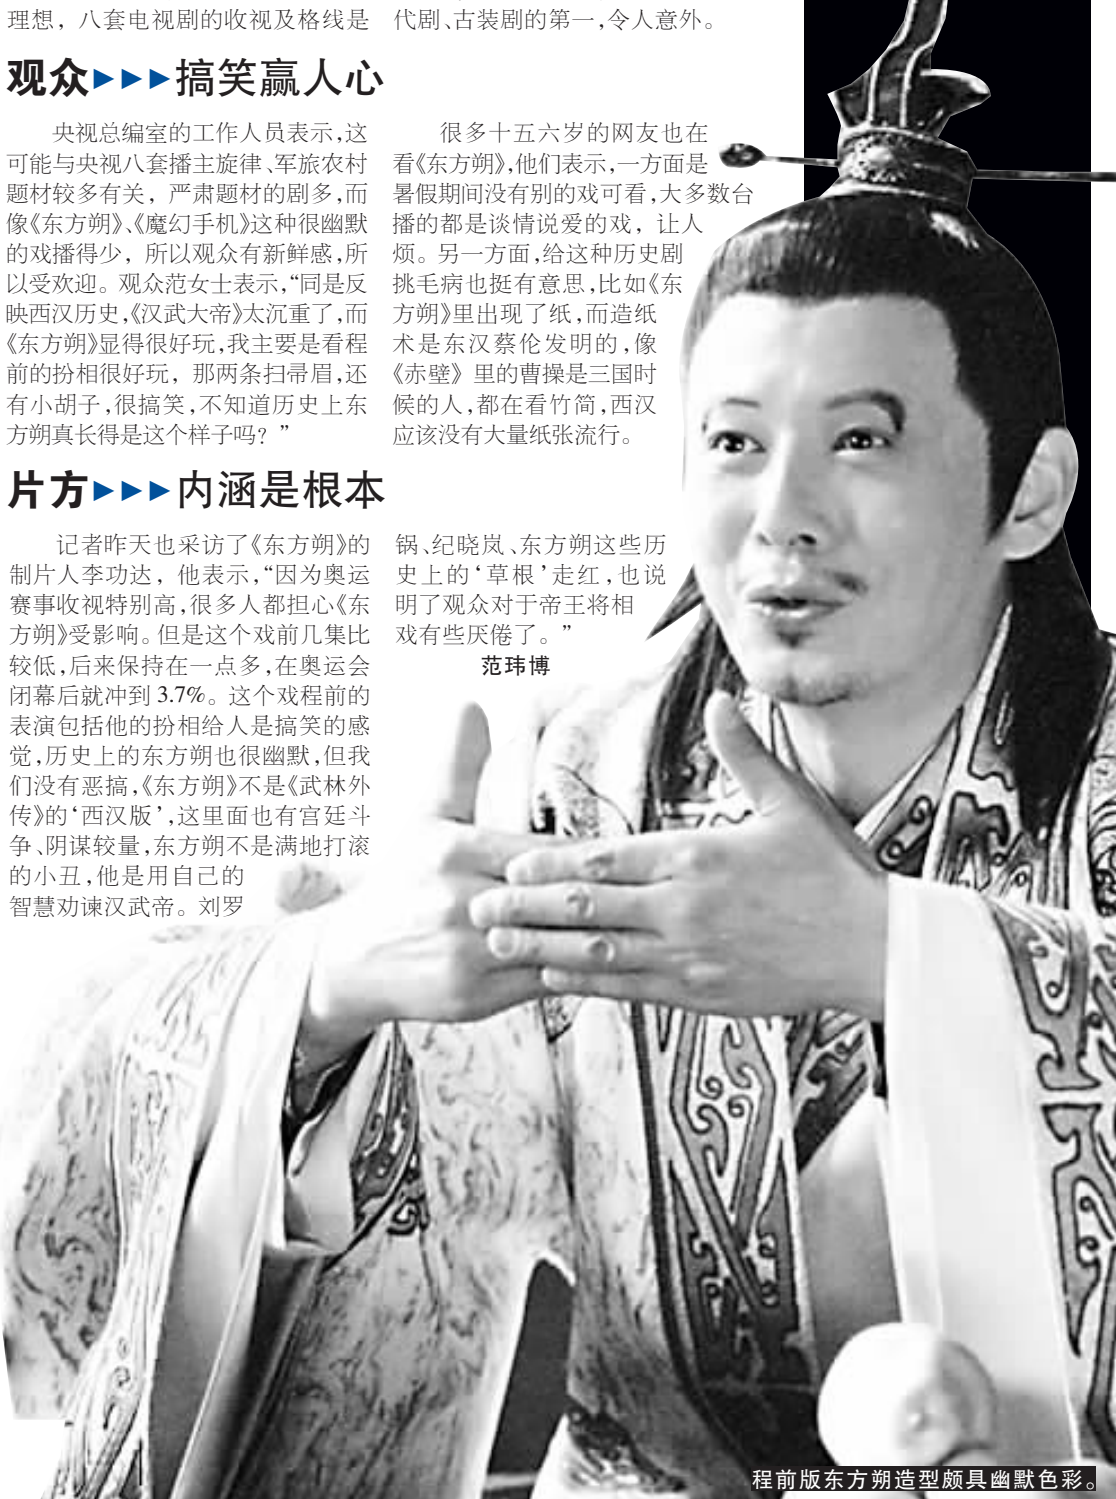 理想，八套电视剧的收视及格线是
代剧、古装剧的第一，令人意外。
观众▶▶▶搞笑赢人心
央视总编室的工作人员表示，这
可能与央视八套播主旋律、军旅农村
题材较多有关，严肃题材的剧多，而
像《东方朔》、《魔幻手机》这种很幽默
的戏播得少，所以观众有新鲜感，所
以受欢迎。观众范女士表示，“同是反
映西汉历史，《汉武大帝》太沉重了，而
《东方朔》显得很好玩，我主要是看程
前的扮相很好玩，那两条扫帚眉，还
有小胡子，很搞笑，不知道历史上东
方朔真长得是这个样子吗？”
很多十五六岁的网友也在
看《东方朔》，他们表示，一方面是
暑假期间没有别的戏可看，大多数台
播的都是谈情说爱的戏，让人
烦。另一方面，给这种历史剧
挑毛病也挺有意思，比如《东
方朔》里出现了纸，而造纸
术是东汉蔡伦发明的，像
《赤壁》里的曹操是三国时
候的人，都在看竹简，西汉
应该没有大量纸张流行。
片方▶▶▶内涵是根本
记者昨天也采访了《东方朔》的
制片人李功达，他表示，“因为奥运
赛事收视特别高，很多人都担心《东
方朔》受影响。但是这个戏前几集比
较低，后来保持在一点多，在奥运会
闭幕后就冲到3.7%。这个戏程前的
表演包括他的扮相给人是搞笑的感
觉，历史上的东方朔也很幽默，但我
们没有恶搞，《东方朔》不是《武林外
传》的‘西汉版’，这里面也有宫廷斗
争、阴谋较量，东方朔不是满地打滚
的小丑，他是用自己的
智慧劝谏汉武帝。刘罗
锅、纪晓岚、东方朔这些历
史上的‘草根’走红，也说
明了观众对于帝王将相
戏有些厌倦了。”
范玮博
程前版东方朔造型颇具幽默色彩。